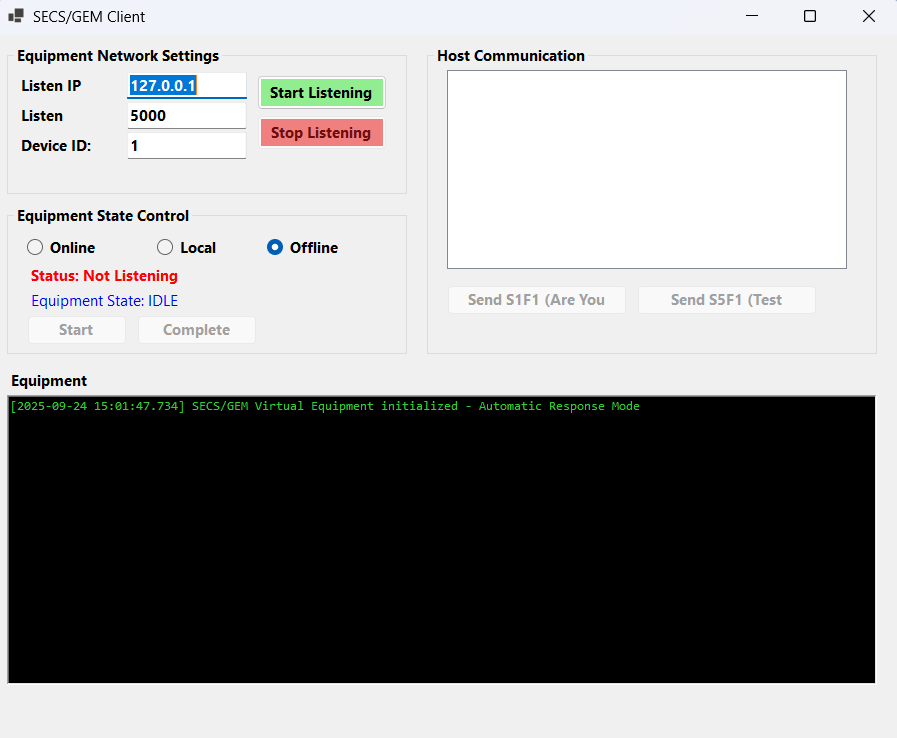 SECS/GEM Client
Equipment Network Settings
Listen IP
127.0.0.1
Start Listening
Listen
5000
Stop Listening
Device ID:
1
Equipment State Control
Online
Local
Offline
Status: Not Listening
Equipment State: IDLE
Start
Complete
Host Communication
Send S1F1 (Are You
Send S5F1 (Test
Equipment
[2025-09-24 15:01:47.734] SECS/GEM Virtual Equipment initialized - Automatic Response Mode